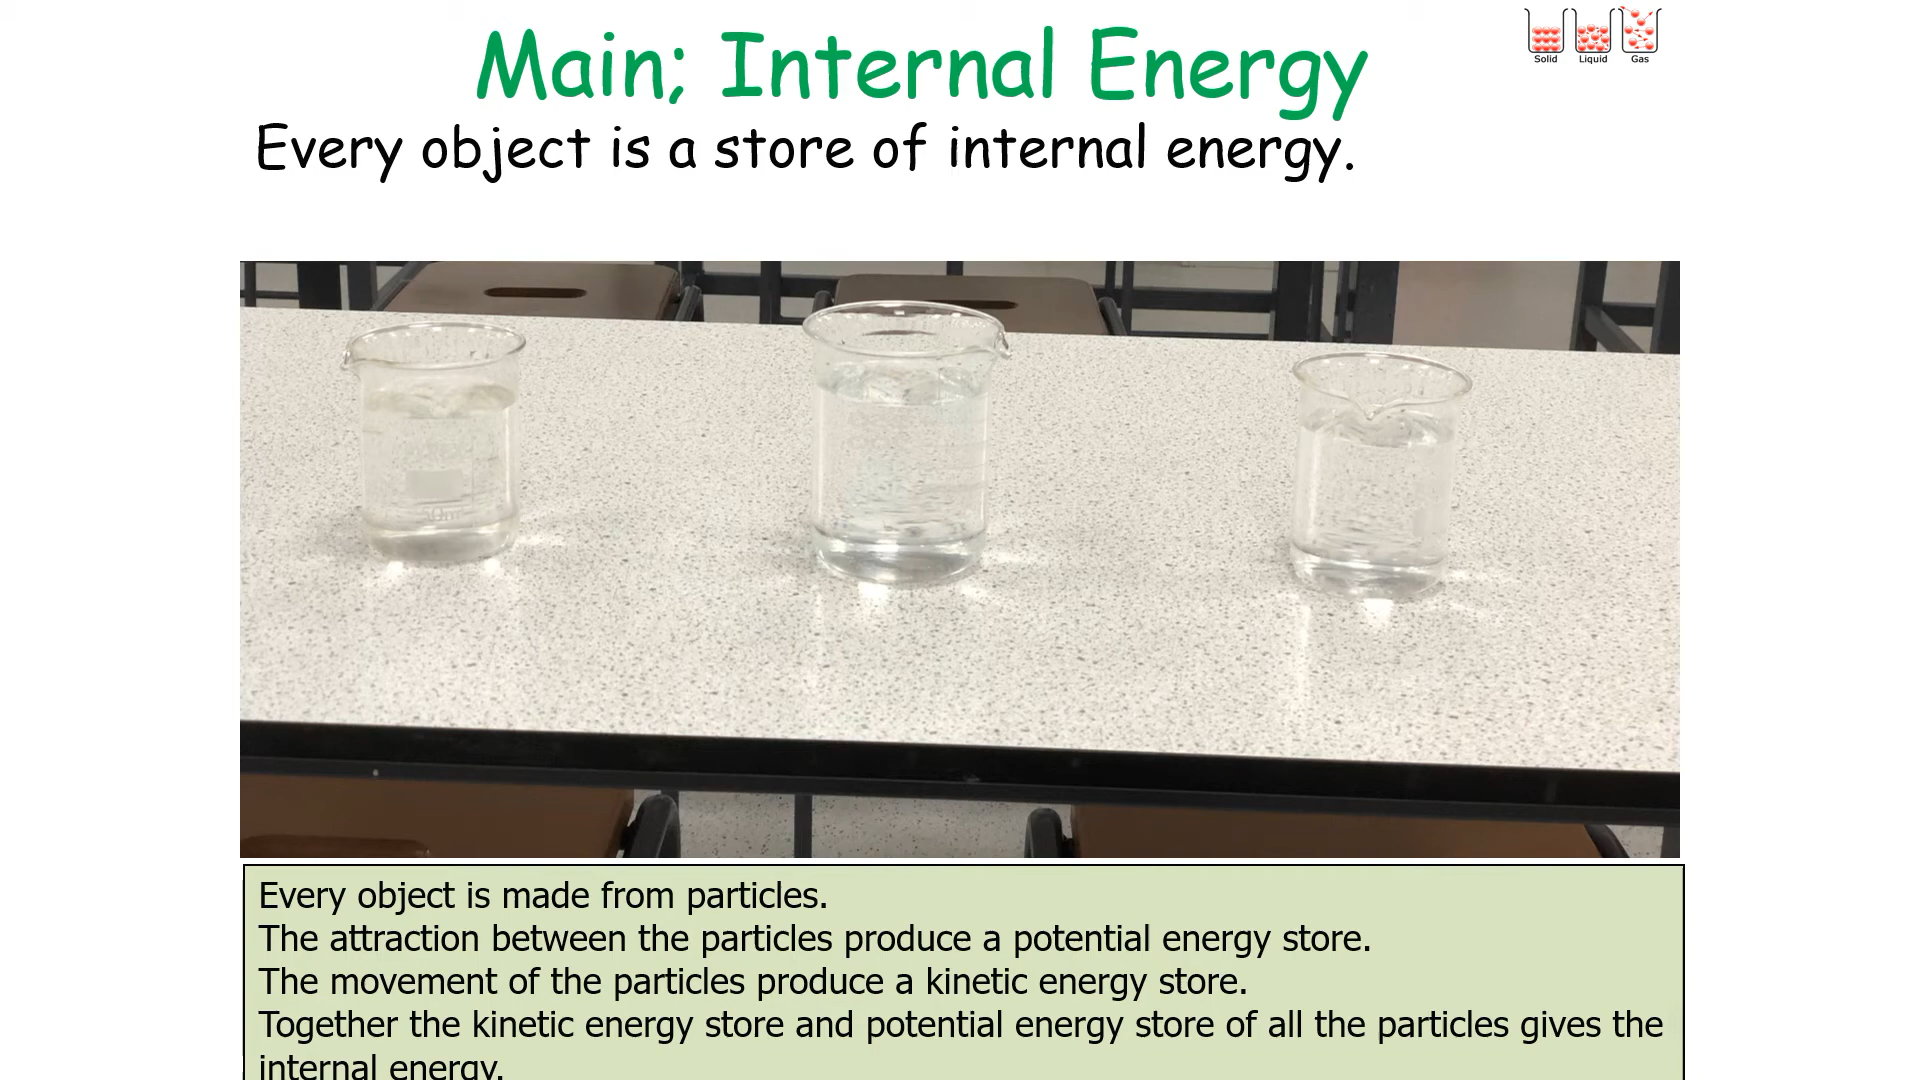 Main; Internal Energy
Solid Liquid Gas
Every object is a store of internal energy.
Every object is made from particles.
The attraction between the particles produce a potential energy store.
The movement of the particles produce a kinetic energy store.
Together the kinetic energy store and potential energy store of all the particles gives the
internal energy.